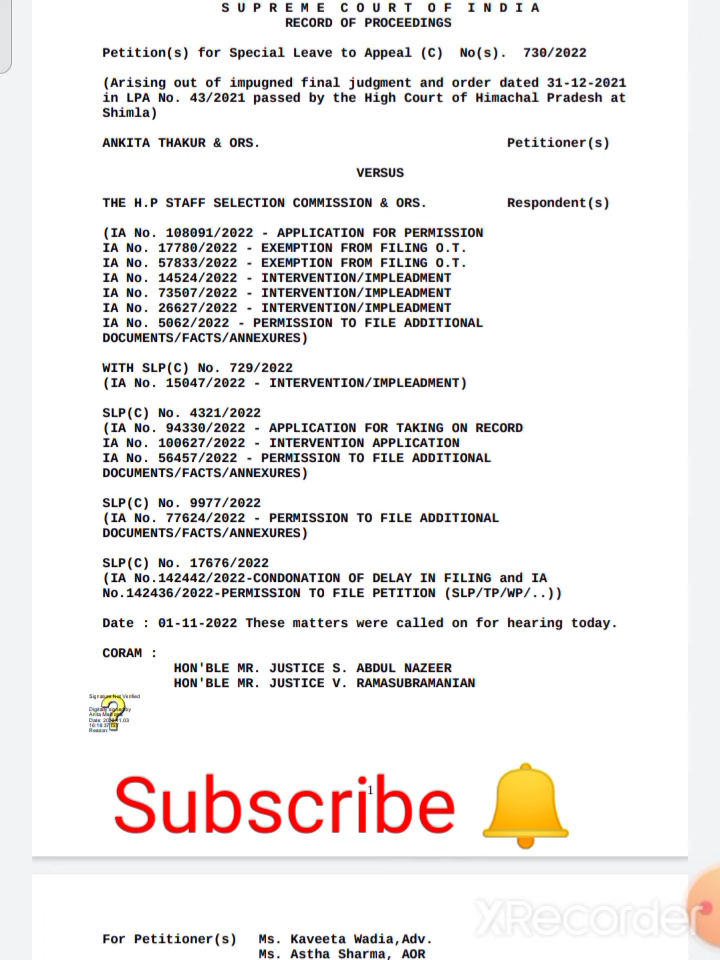 S U P R E M E  C O U R T  O F  I N D I A
RECORD OF PROCEEDINGS
Petition(s) for Special Leave to Appeal (C) No(s). 730/2022
(Arising out of impugned final judgment and order dated 31-12-2021
in LPA No. 43/2021 passed by the High Court of Himachal Pradesh at
Shimla)
ANKITA THAKUR & ORS. Petitioner(s)
VERSUS
THE H.P STAFF SELECTION COMMISSION & ORS. Respondent(s)
(IA No. 108091/2022 - APPLICATION FOR PERMISSION
IA No. 17780/2022 - EXEMPTION FROM FILING O.T.
IA No. 57833/2022 - EXEMPTION FROM FILING O.T.
IA No. 14524/2022 - INTERVENTION/IMPLEADMENT
IA No. 73507/2022 - INTERVENTION/IMPLEADMENT
IA No. 26627/2022 - INTERVENTION/IMPLEADMENT
IA No. 5062/2022 - PERMISSION TO FILE ADDITIONAL
DOCUMENTS/FACTS/ANNEXURES)
WITH SLP(C) No. 729/2022
(IA No. 15047/2022 - INTERVENTION/IMPLEADMENT)
SLP(C) No. 4321/2022
(IA No. 94330/2022 - APPLICATION FOR TAKING ON RECORD
IA No. 100627/2022 - INTERVENTION APPLICATION
IA No. 56457/2022 - PERMISSION TO FILE ADDITIONAL
DOCUMENTS/FACTS/ANNEXURES)
SLP(C) No. 9977/2022
(IA No. 77624/2022 - PERMISSION TO FILE ADDITIONAL
DOCUMENTS/FACTS/ANNEXURES)
SLP(C) No. 17676/2022
(IA No.142442/2022-CONDONATION OF DELAY IN FILING and IA
No.142436/2022-PERMISSION TO FILE PETITION (SLP/TP/WP/..))
Date : 01-11-2022 These matters were called on for hearing today.
CORAM :
HON'BLE MR. JUSTICE S. ABDUL NAZEER
HON'BLE MR. JUSTICE V. RAMASUBRAMANIAN
Signature Not Verified
Digitally signed by
Reason:
1
Subscribe
XRecorder
For Petitioner(s) Ms. Kaveeta Wadia,Adv.
Ms. Astha Sharma, AOR